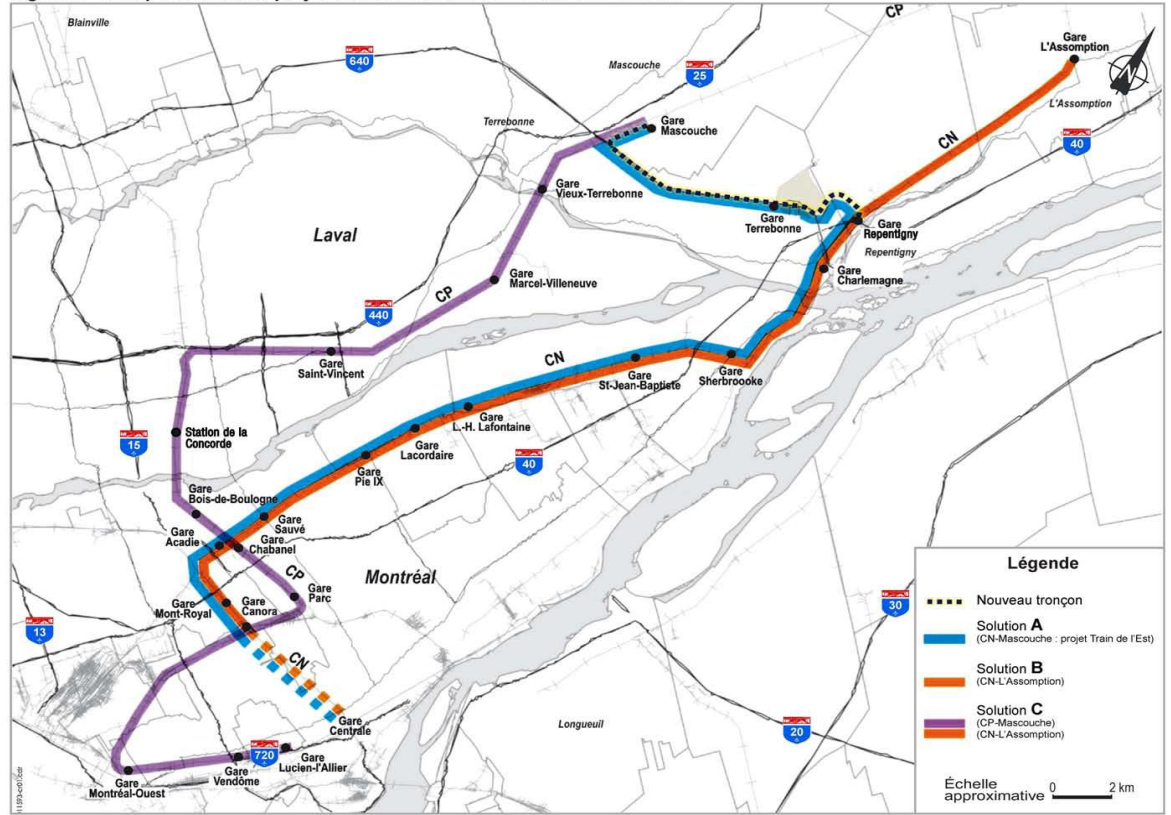 Blainville
640
Mascouche
25
CP
Gare
L'Assomption
N
L'Assomption
40
CN
Terrebonne
Gare
Mascouche
Gare
Vieux-Terrebonne
Gare
Terrebonne
Gare
Repentigny
Repentigny
Gare
Charlemagne
Laval
CP
Gare
Marcel-Villeneuve
440
Gare
Saint-Vincent
CN
Gare
St-Jean-Baptiste
Gare
Sherbroooke
Gare
L.-H. Lafontaine
Gare
Lacordaire
40
Gare
Pie IX
15
Station de la
Concorde
Gare
Bois-de-Boulogne
Gare
Sauvé
Gare
Acadie
Gare
Chabanel
CP
Montréal
Gare
Parc
Gare
Mont-Royal
Gare
Canora
13
CN
Gare
Centrale
Longueuil
30
20
720
Gare
Lucien-l'Allier
Gare
Vendôme
Gare
Montréal-Ouest
Légende
Nouveau tronçon
Solution A
(CN-Mascouche : projet Train de l'Est)
Solution B
(CN-L'Assomption)
Solution C
(CP-Mascouche)
(CN-L'Assomption)
Échelle
approximative 0 2 km